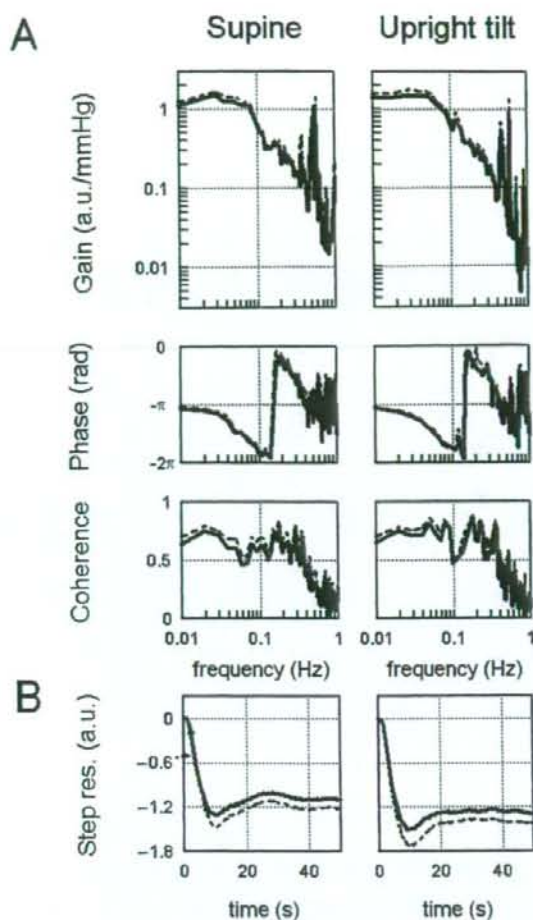 A
Supine
Upright tilt
Gain (a.u./mmHg)
1
0.1
0.01
Phase (rad)
0
-π
-2π
Coherence
1
0.5
0
0.01
0.1
1
0.01
0.1
1
frequency (Hz)
frequency (Hz)
B
Step res. (a.u.)
0
-0.6
-1.2
-1.8
0
20
40
0
20
40
time (s)
time (s)